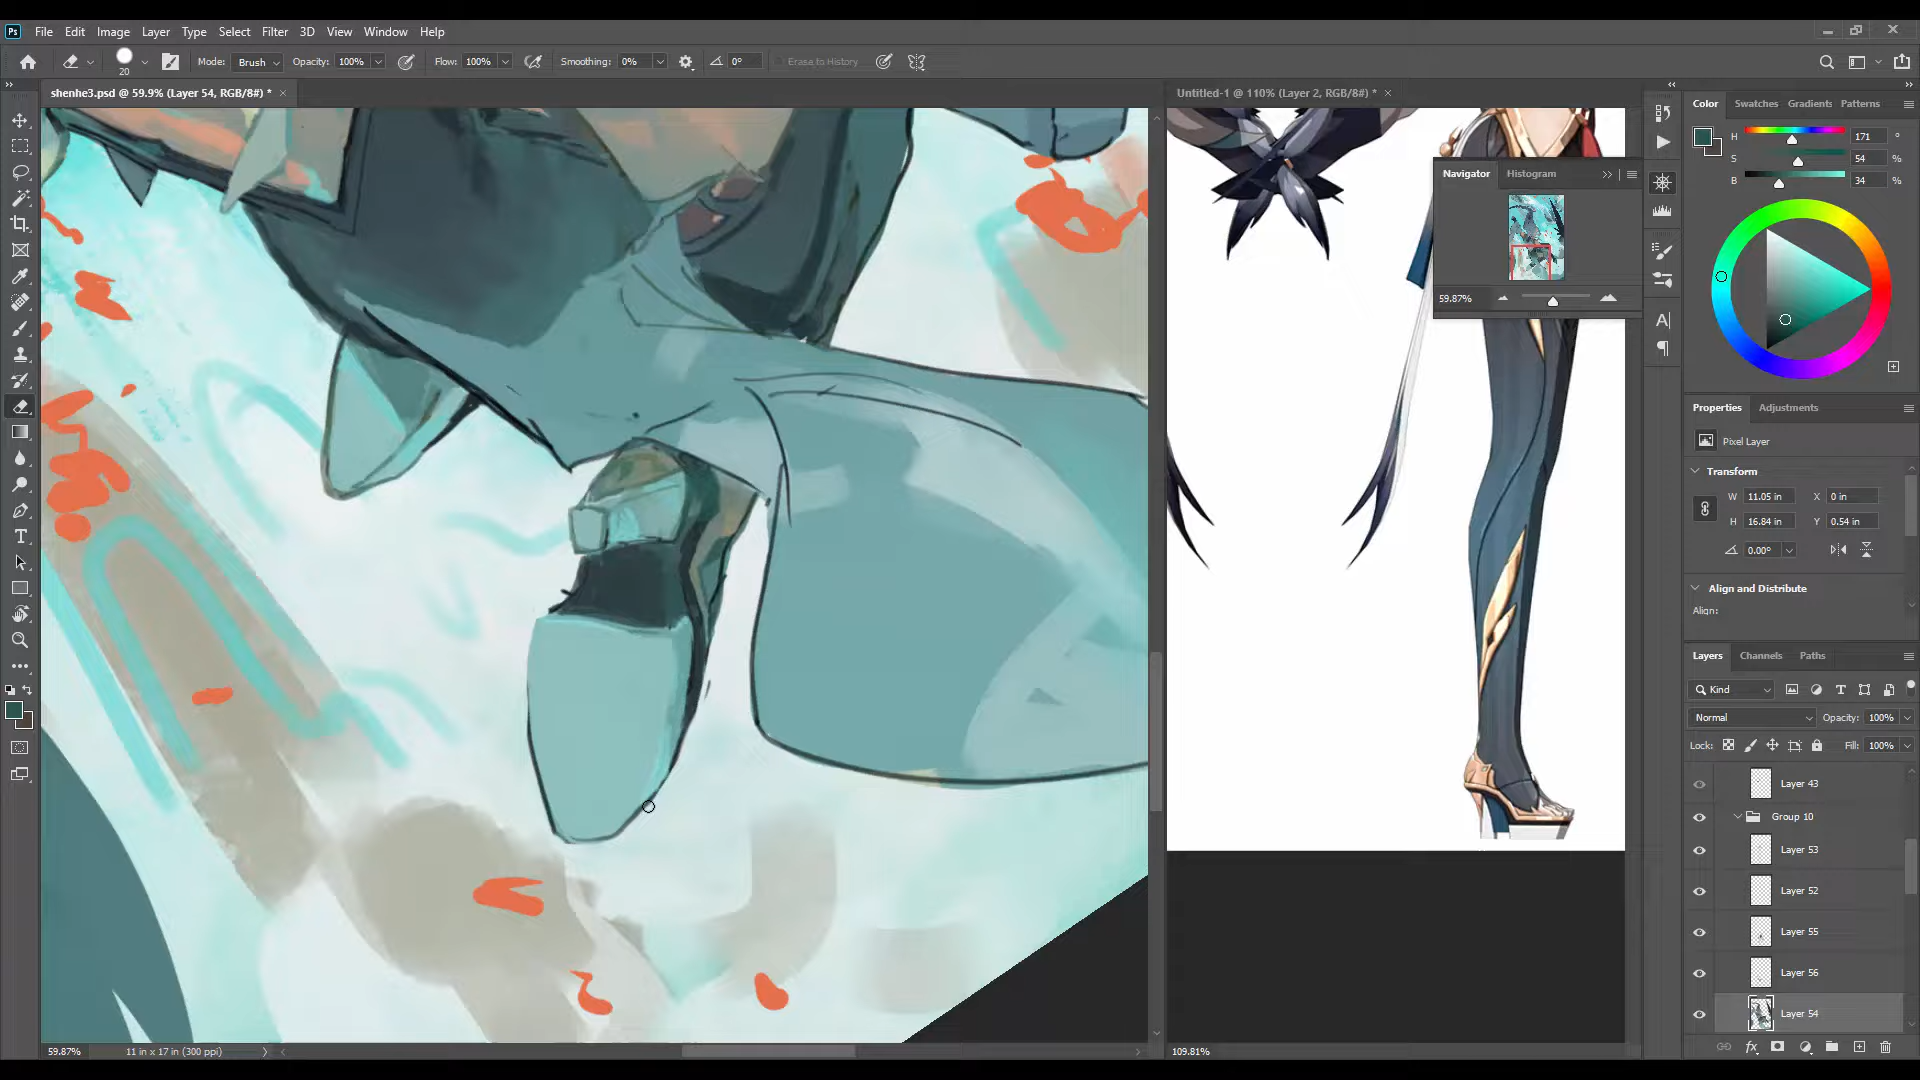 Ps File Edit Image Layer Type Select Filter 3D View Window Help
20 Mode: Brush Opacity: 100% Flow: 100% Smoothing: 0% 0° Erase to History
shenhe3.psd @ 59.9% (Layer 54, RGB/8#) * ×
Untitled-1 @ 110% (Layer 2, RGB/8#) * ×
Color Swatches Gradients Patterns
H 171 °
S 54 %
B 34 %
Navigator Histogram
59.87%
Properties Adjustments
Pixel Layer
Transform
W 11.05 in X 0 in
H 16.84 in Y 0.54 in
0.00°
Align and Distribute
Align:
Layers Channels Paths
Kind
Normal Opacity: 100%
Lock: Fill: 100%
Layer 43
Group 10
Layer 53
Layer 52
Layer 55
Layer 56
Layer 54
59.87% 11 in x 17 in (300 ppi)
109.81%